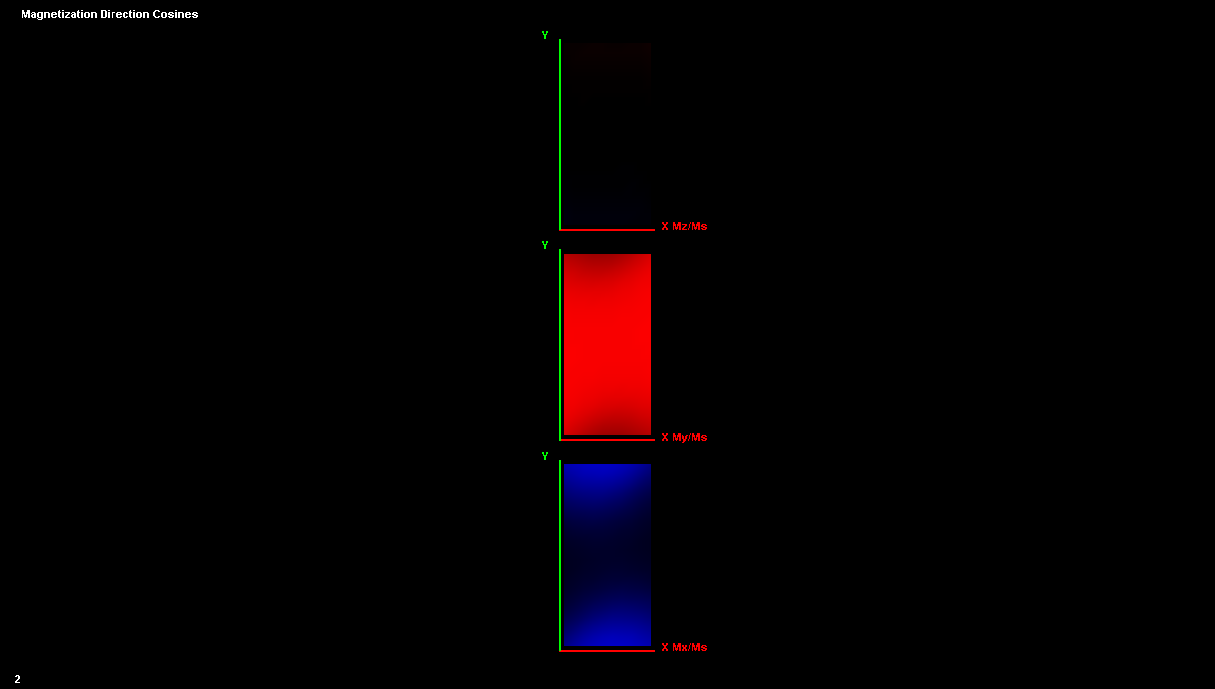 Magnetization Direction Cosines
Y
X Mz/Ms
Y
X My/Ms
Y
X Mx/Ms
2